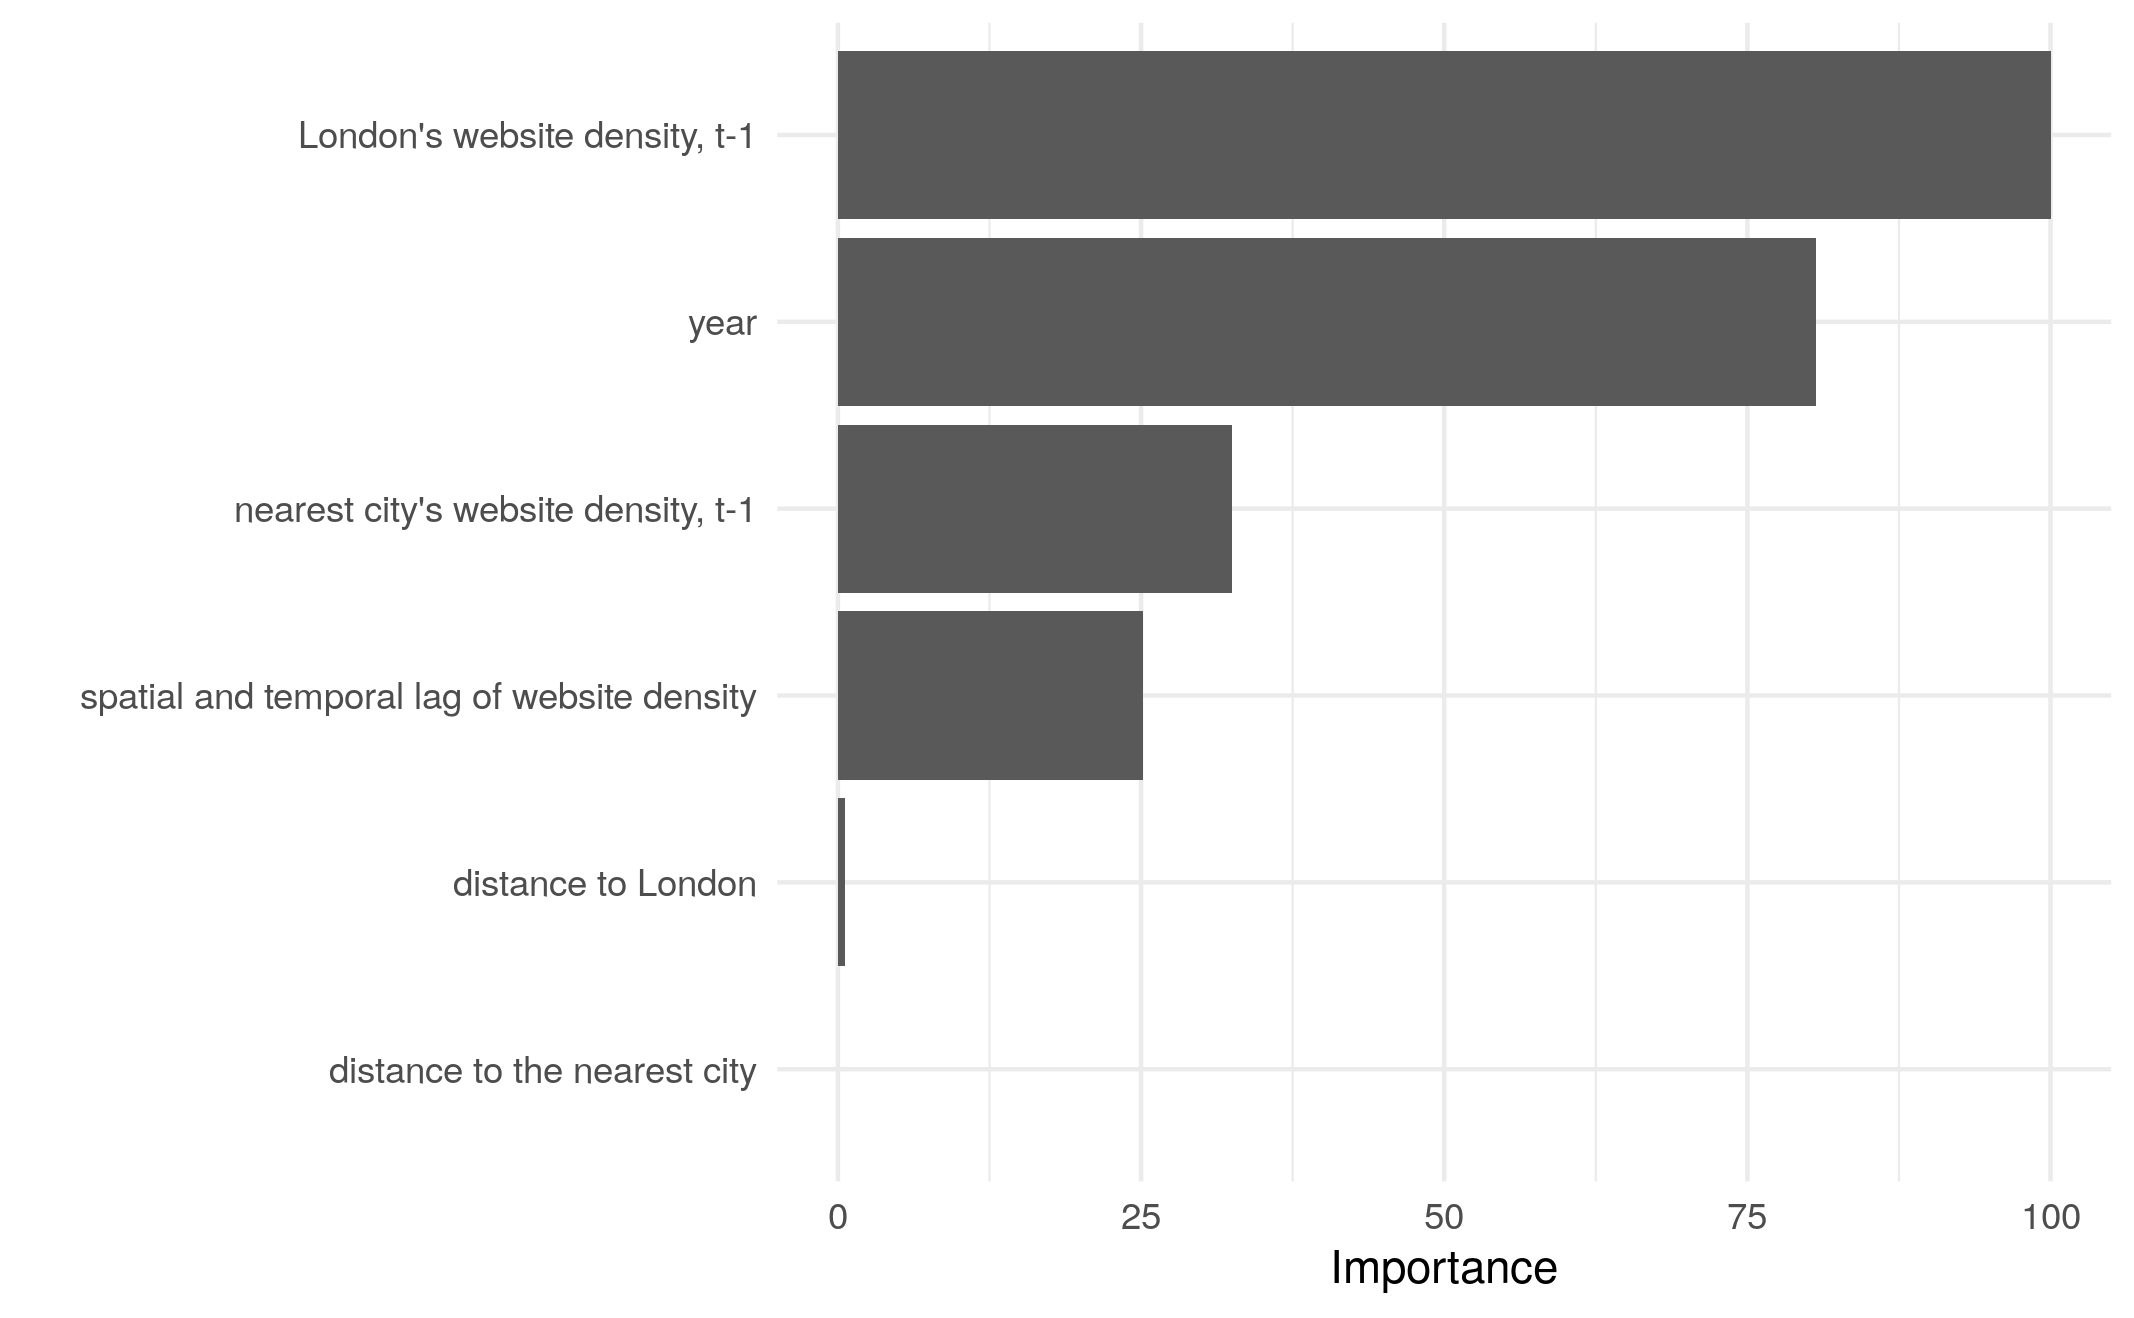 London's website density, t-1
year
nearest city's website density, t-1
spatial and temporal lag of website density
distance to London
distance to the nearest city
0 25 50 75 100
Importance